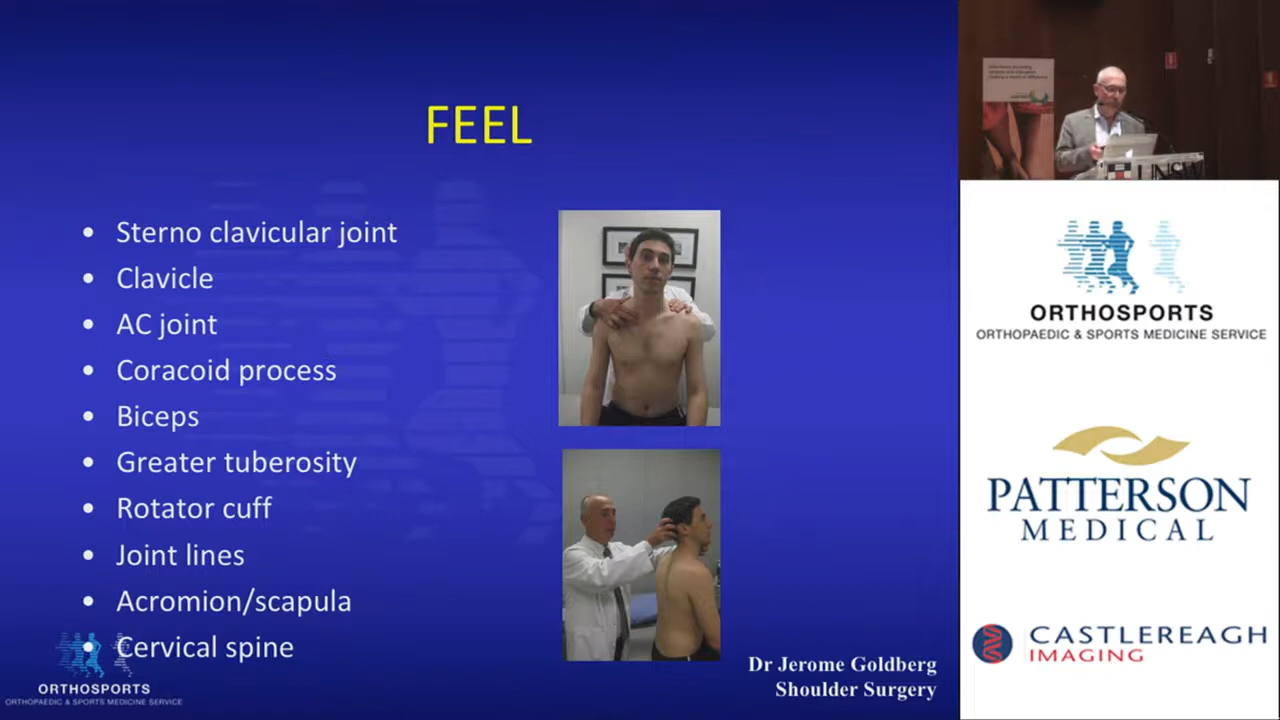 FEEL
• Sterno clavicular joint
• Clavicle
• AC joint
• Coracoid process
• Biceps
• Greater tuberosity
• Rotator cuff
• Joint lines
• Acromion/scapula
• Cervical spine
ORTHOSPORTS
ORTHOPAEDIC & SPORTS MEDICINE SERVICE
Dr Jerome Goldberg
Shoulder Surgery
UNSW
ORTHOSPORTS
ORTHOPAEDIC & SPORTS MEDICINE SERVICE
PATTERSON
MEDICAL
CASTLEREAGH
IMAGING